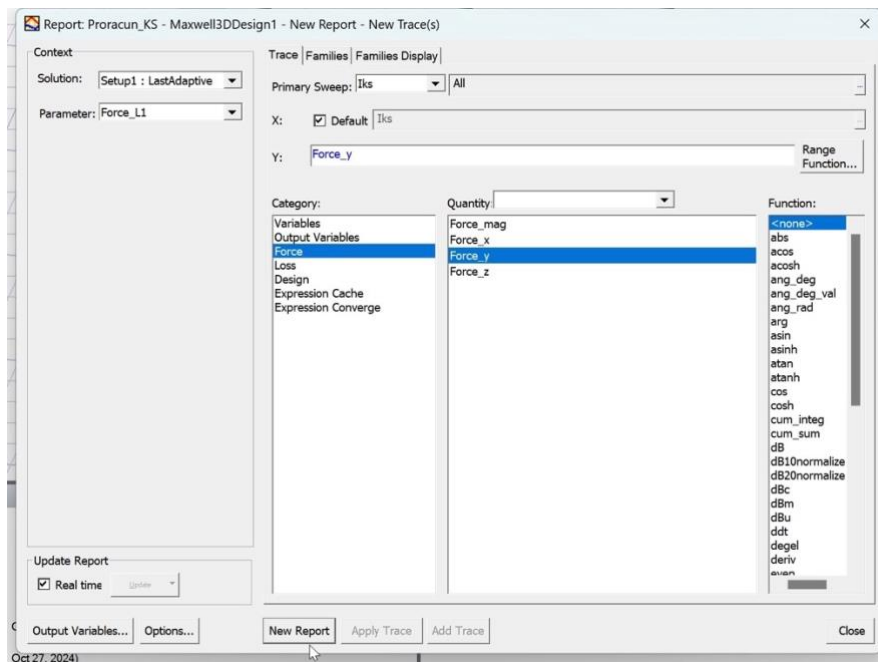 Report: Proracun_KS - Maxwell3DDesign1 - New Report - New Trace(s)
Context
Solution: Setup1 : LastAdaptive
Parameter: Force_L1
Trace Families Families Display
Primary Sweep: Iks All
X: Default Iks
Y: Force_y
Range
Function...
Category:
Variables
Output Variables
Force
Loss
Design
Expression Cache
Expression Converge
Quantity:
Force_mag
Force_x
Force_y
Force_z
Function:
<none>
abs
acos
acosh
ang_deg
ang_deg_val
ang_rad
arg
asin
asinh
atan
atanh
cos
cosh
cum_integ
cum_sum
dB
dB10normalize
dB20normalize
dBc
dBm
dBu
ddt
degel
deriv
even
Update Report
Real time Update
Output Variables... Options... New Report Apply Trace Add Trace Close
Oct 27, 2024)